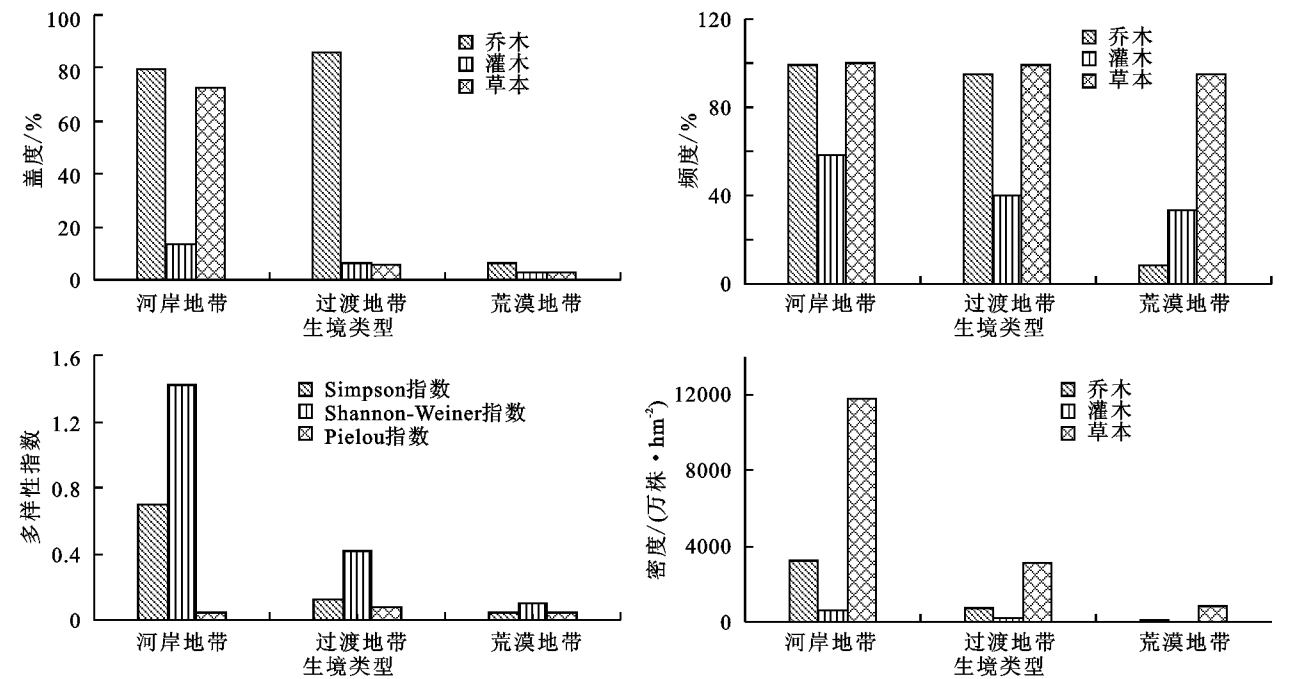 100
80
60
40
20
0
盖度/%
乔木
灌木
草本
河岸地带 过渡地带 荒漠地带
生境类型
120
80
40
0
频度/%
乔木
灌木
草本
河岸地带 过渡地带 荒漠地带
生境类型
1.6
1.2
0.8
0.4
0
多样性指数
Simpson指数
Shannon-Weiner指数
Pielou指数
河岸地带 过渡地带 荒漠地带
生境类型
12000
8000
4000
0
密度/(万株·hm⁻²)
乔木
灌木
草本
河岸地带 过渡地带 荒漠地带
生境类型